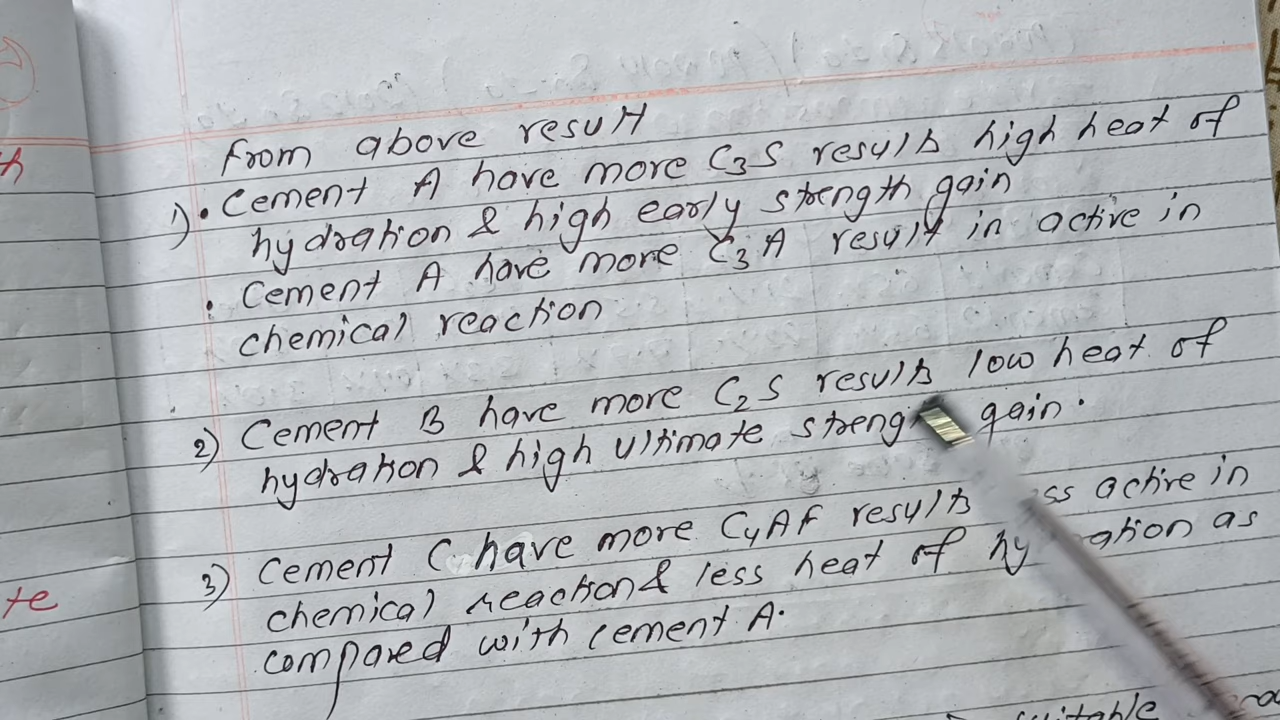 from above result
1) • Cement A have more C3S results high heat of
hydration & high early strength gain
• Cement A have more C3A result in active in
chemical reaction
2) Cement B have more C2S results low heat of
hydration & high ultimate strength gain.
3) Cement C have more C4AF results active in
chemical reaction & less heat of as
compared with cement A.
suitable
te